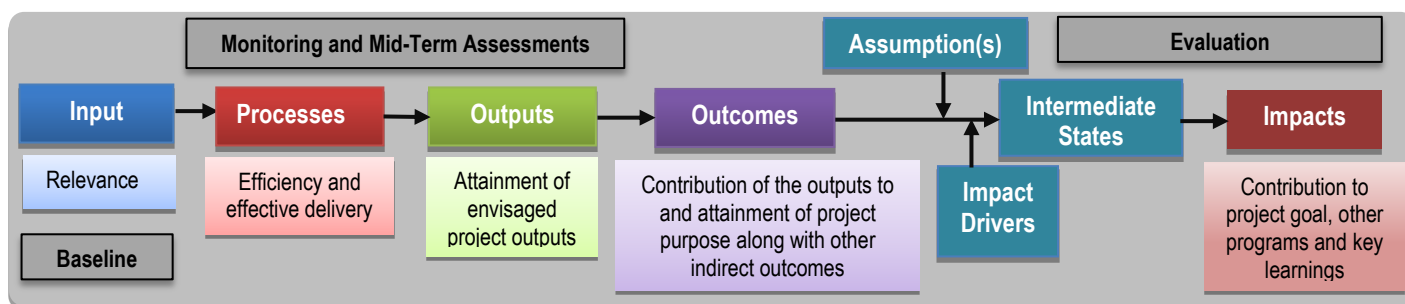 Monitoring and Mid-Term Assessments
Assumption(s)
Evaluation
Input
Processes
Outputs
Outcomes
Intermediate
States
Impacts
Relevance
Efficiency and
effective delivery
Attainment of
envisaged
project outputs
Contribution of the outputs to
and attainment of project
purpose along with other
indirect outcomes
Impact
Drivers
Contribution to
project goal, other
programs and key
learnings
Baseline